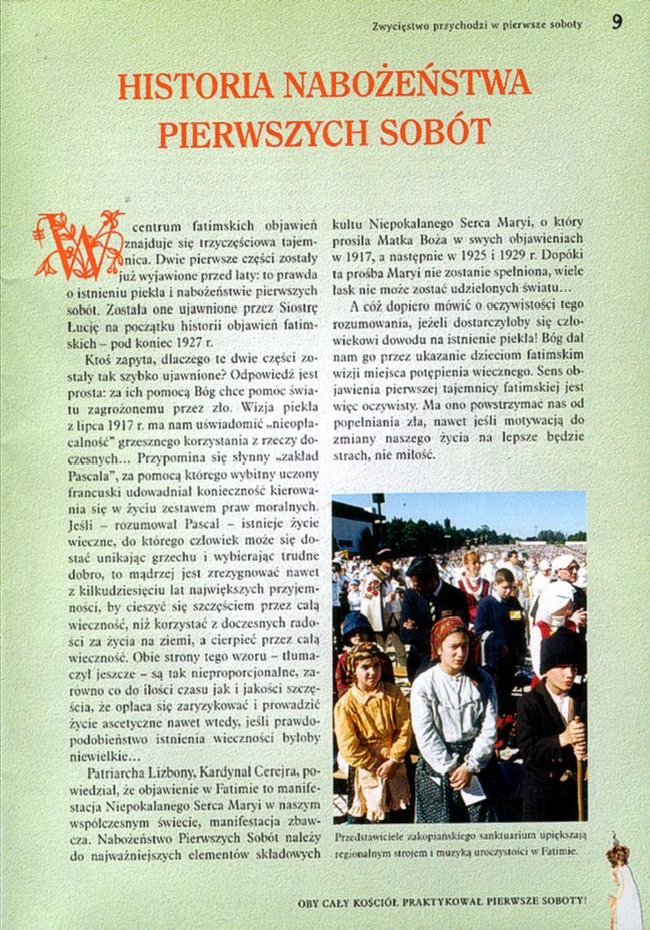 Zwycięstwo przychodzi w pierwsze soboty 9
HISTORIA NABOŻEŃSTWA
PIERWSZYCH SOBÓT
W centrum fatimskich objawień
znajduje się trzyczęściowa tajem-
nica. Dwie pierwsze części zostały
już wyjawione przed laty: to prawda
o istnieniu piekła i nabożeństwie pierwszych
sobót. Została one ujawnione przez Siostrę
Łucję na początku historii objawień fatim-
skich – pod koniec 1927 r.
Ktoś zapyta, dlaczego te dwie części zo-
stały tak szybko ujawnione? Odpowiedź jest
prosta: za ich pomocą Bóg chce pomóc świa-
tu zagrożonemu przez zło. Wizja piekła
z lipca 1917 r. ma nam uświadomić „nieopła-
calność" grzesznego korzystania z rzeczy do-
czesnych... Przypomina się słynny „zakład
Pascala", za pomocą którego wybitny uczony
francuski udowadniał konieczność kierowa-
nia się w życiu zestawem praw moralnych.
Jeśli – rozumował Pascal – istnieje życie
wieczne, do którego człowiek może się do-
stać unikając grzechu i wybierając trudne
dobro, to mądrzej jest zrezygnować nawet
z kilkudziesięciu lat największych przyjem-
ności, by cieszyć się szczęściem przez całą
wieczność, niż korzystać z doczesnych rado-
ści za życia na ziemi, a cierpieć przez całą
wieczność. Obie strony tego wzoru – tłuma-
czył jeszcze – są tak nieproporcjonalne, za-
równo co do ilości czasu jak i jakości szczę-
ścia, że opłaca się zaryzykować i prowadzić
życie ascetyczne nawet wtedy, jeśli prawdo-
podobieństwo istnienia wieczności byłoby
niewielkie...
Patriarcha Lizbony, Kardynał Cerejra, po-
wiedział, że objawienie w Fatimie to manife-
stacja Niepokalanego Serca Maryi w naszym
współczesnym świecie, manifestacja zbaw-
cza. Nabożeństwo Pierwszych Sobót należy
do najważniejszych elementów składowych
kultu Niepokalanego Serca Maryi, o który
prosiła Matka Boża w swych objawieniach
w 1917, a następnie w 1925 i 1929 r. Dopóki
ta prośba Maryi nie zostanie spełniona, wiele
łask nie może zostać udzielonych światu...
A cóż dopiero mówić o oczywistości tego
rozumowania, jeżeli dostarczyłoby się czło-
wiekowi dowodu na istnienie piekła! Bóg dał
nam go przez ukazanie dzieciom fatimskim
wizji miejsca potępienia wiecznego. Sens ob-
jawienia pierwszej tajemnicy fatimskiej jest
więc oczywisty. Ma ono powstrzymać nas od
popełniania zła, nawet jeśli motywacją do
zmiany naszego życia na lepsze będzie
strach, nie miłość.
Przedstawiciele zakopiańskiego sanktuarium upiększają
regionalnym strojem i muzyką uroczystości w Fatimie.
OBY CAŁY KOŚCIÓŁ PRAKTYKOWAŁ PIERWSZE SOBOTY!